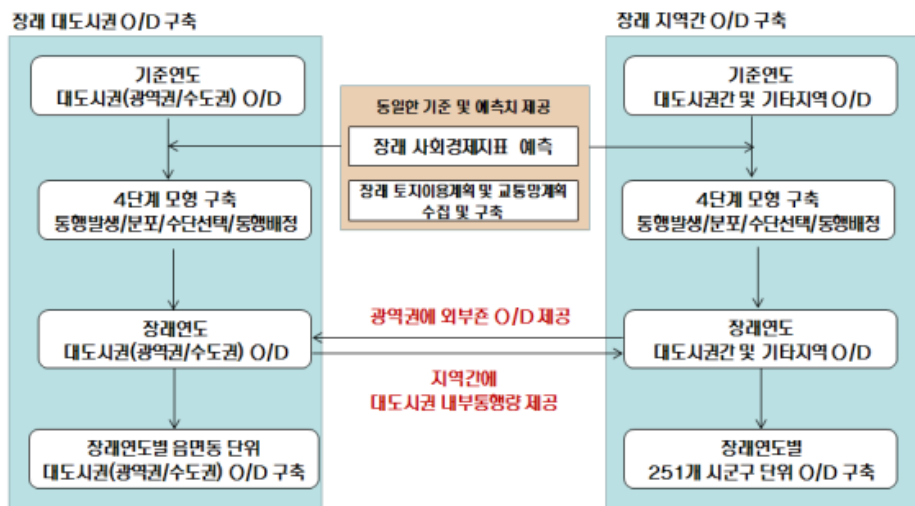 장래 대도시권 O/D 구축
기준연도
대도시권(광역권/수도권) O/D
4단계 모형 구축
통행발생/분포/수단선택/통행배정
장래연도
대도시권(광역권/수도권) O/D
장래연도별 읍면동 단위
대도시권(광역권/수도권) O/D 구축
동일한 기준 및 예측치 제공
장래 사회경제지표 예측
장래 토지이용계획 및 교통망계획
수집 및 구축
광역권에 외부죤 O/D 제공
지역간에
대도시권 내부통행량 제공
장래 지역간 O/D 구축
기준연도
대도시권간 및 기타지역 O/D
4단계 모형 구축
통행발생/분포/수단선택/통행배정
장래연도
대도시권간 및 기타지역 O/D
장래연도별
251개 시군구 단위 O/D 구축